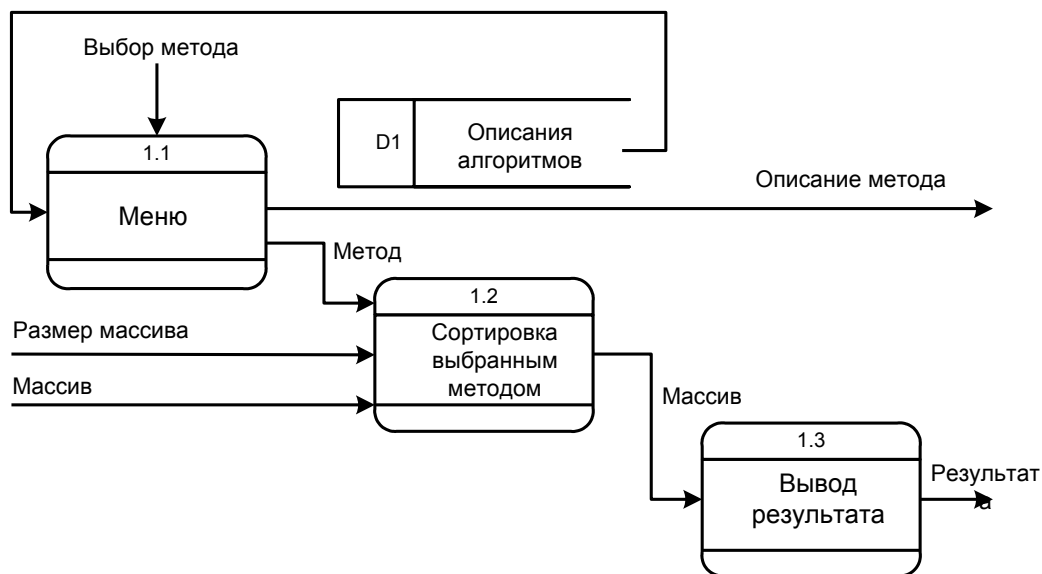 Выбор метода
1.1
Меню
D1
Описания
алгоритмов
Описание метода
Метод
1.2
Сортировка
выбранным
методом
Размер массива
Массив
Массив
1.3
Вывод
результата
Результат
а